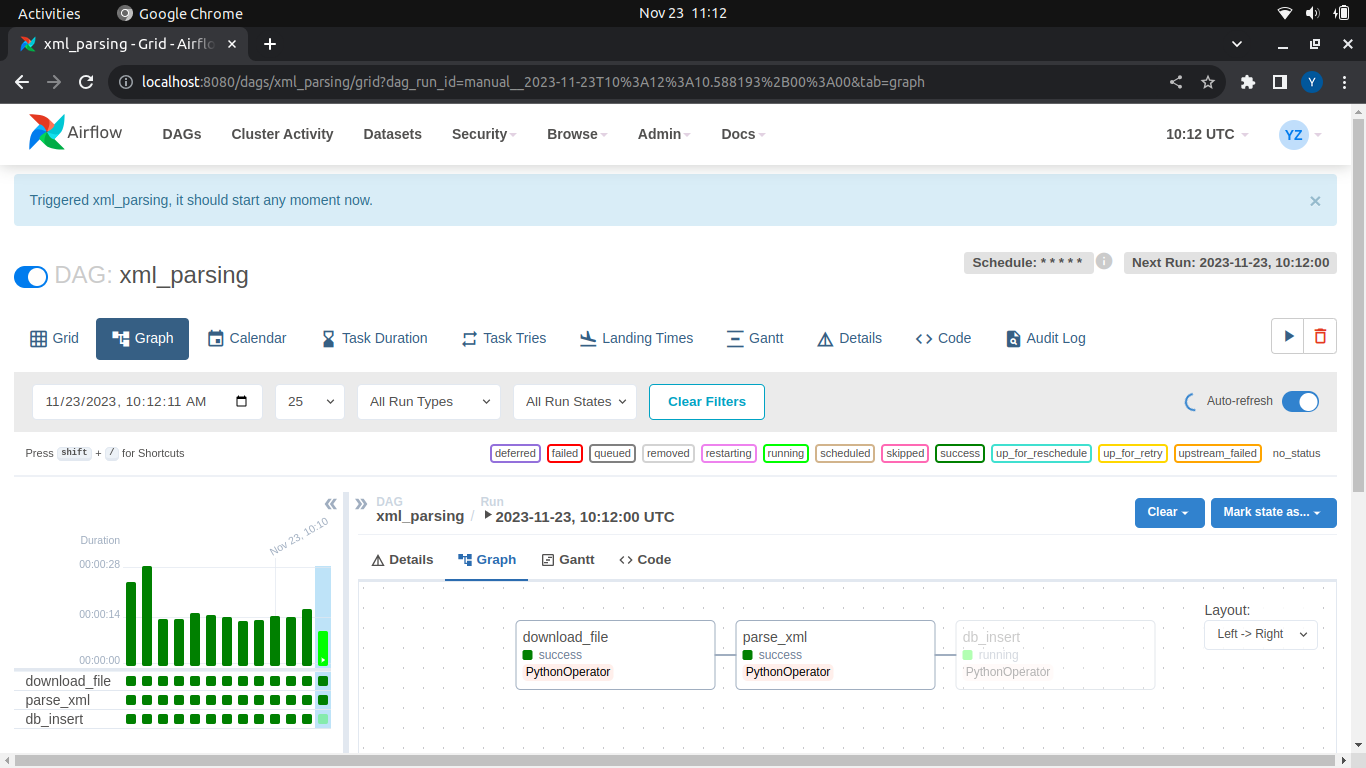 Activities Google Chrome Nov 23 11:12
xml_parsing - Grid - Airflo
localhost:8080/dags/xml_parsing/grid?dag_run_id=manual__2023-11-23T10%3A12%3A10.588193%2B00%3A00&tab=graph Y
Airflow DAGs Cluster Activity Datasets Security Browse Admin Docs 10:12 UTC YZ
Triggered xml_parsing, it should start any moment now. ×
DAG: xml_parsing Schedule: * * * * * i Next Run: 2023-11-23, 10:12:00
Grid Graph Calendar Task Duration Task Tries Landing Times Gantt Details Code Audit Log
11/23/2023, 10:12:11 AM 25 All Run Types All Run States Clear Filters Auto-refresh
Press shift + / for Shortcuts deferred failed queued removed restarting running scheduled skipped success up_for_reschedule up_for_retry upstream_failed no_status
« » DAG Run
xml_parsing / 2023-11-23, 10:12:00 UTC Clear Mark state as...
Nov 23, 10:10
Duration
00:00:28
00:00:14
00:00:00
download_file
parse_xml
db_insert
Details Graph Gantt Code
Layout:
Left -> Right
download_file
success
PythonOperator
parse_xml
success
PythonOperator
db_insert
running
PythonOperator